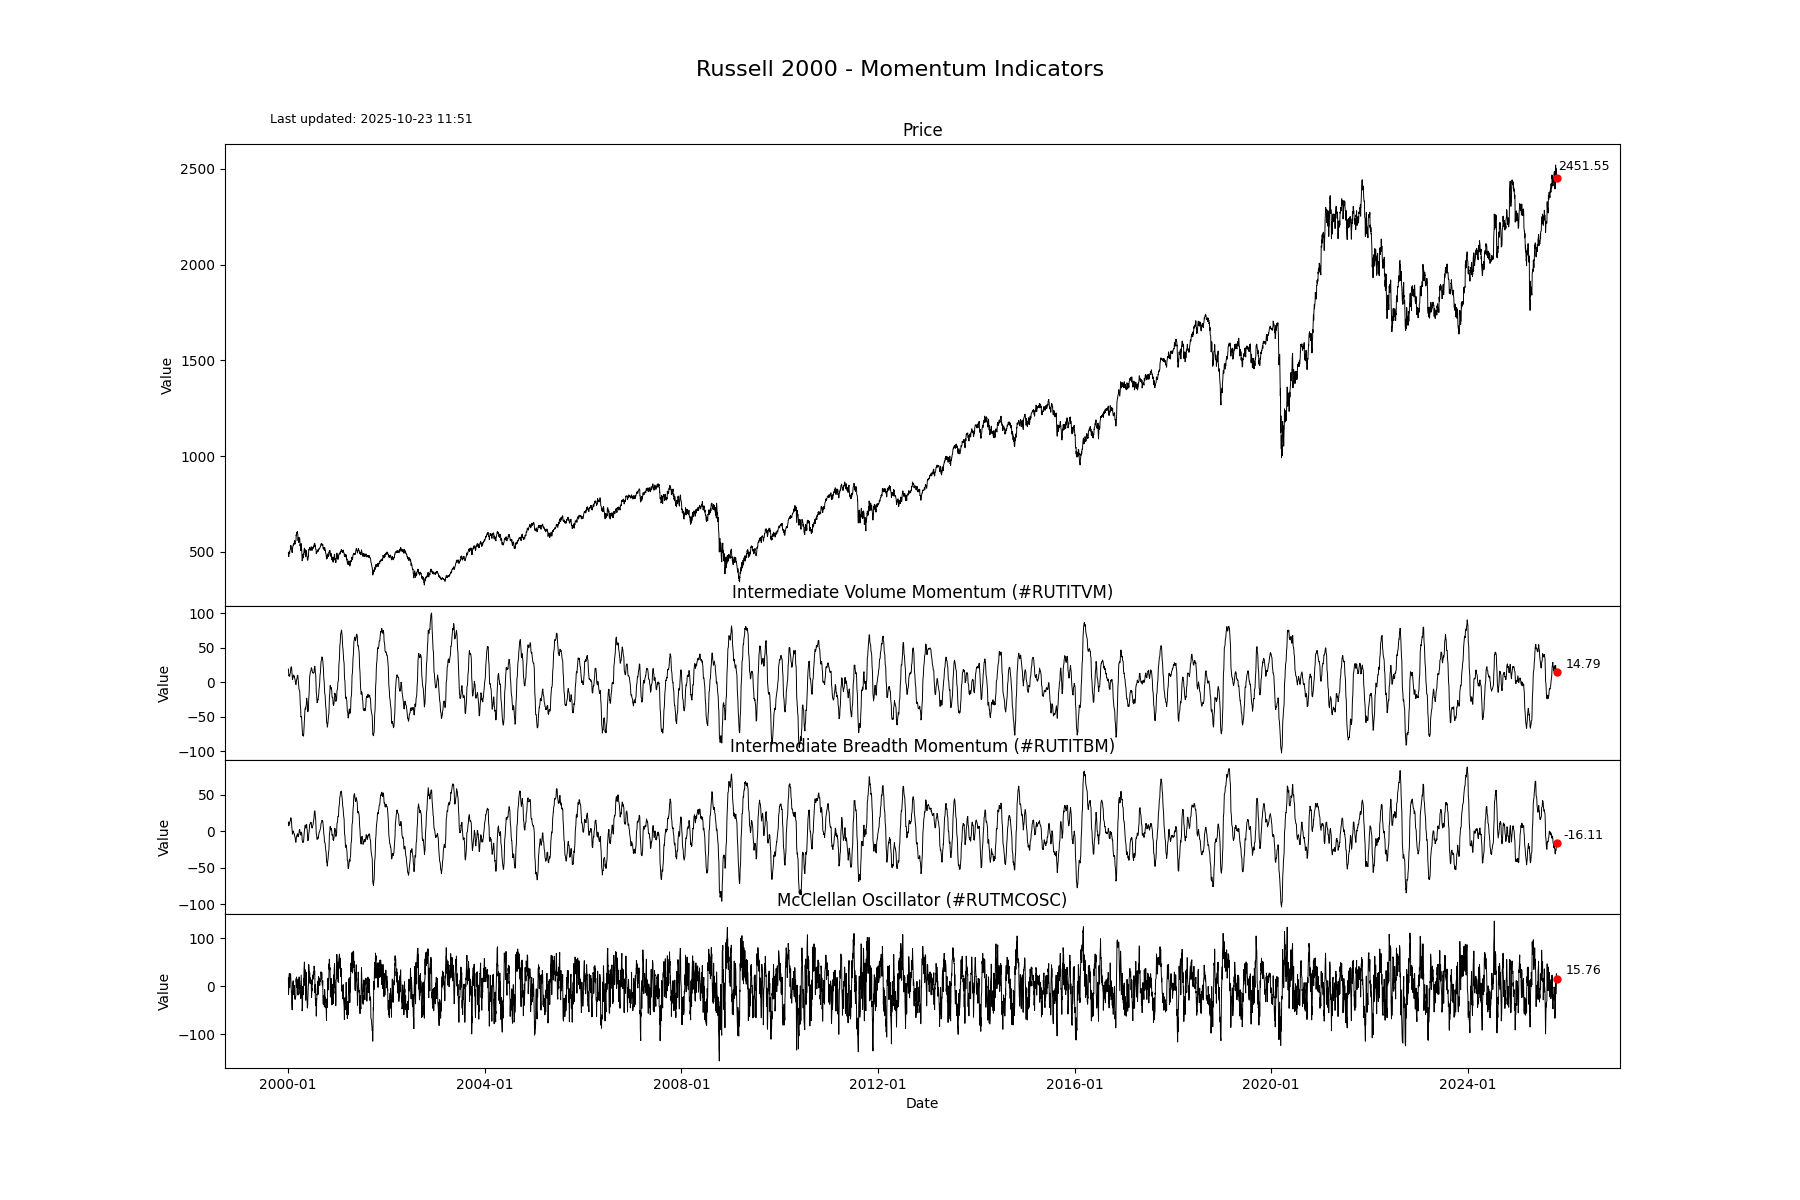 Russell 2000 - Momentum Indicators
Last updated: 2025-10-23 11:51
Price
2500
2000
1500
1000
500
Value
2451.55
Intermediate Volume Momentum (#RUTITVM)
100
50
0
−50
−100
Value
14.79
Intermediate Breadth Momentum (#RUTITBM)
50
0
−50
−100
Value
-16.11
McClellan Oscillator (#RUTMCOSC)
100
0
−100
Value
15.76
2000-01 2004-01 2008-01 2012-01 2016-01 2020-01 2024-01
Date